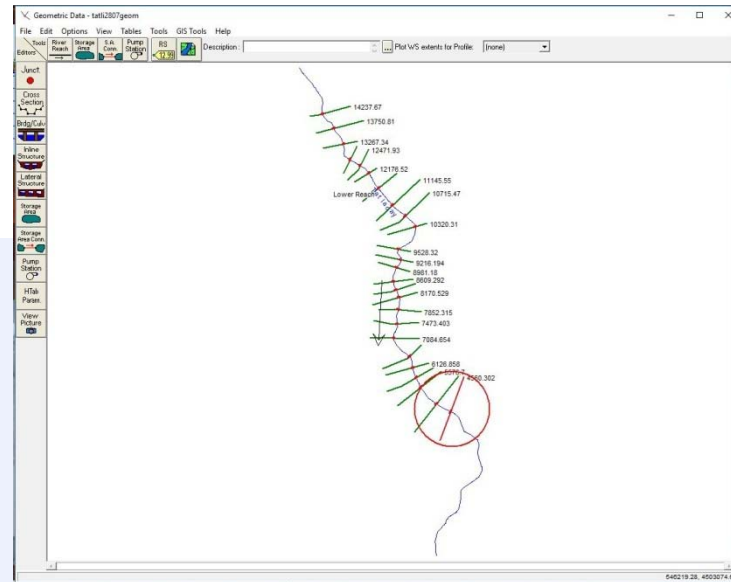 Geometric Data - tatli2807geom
File Edit Options View Tables Tools GIS Tools Help
Tools
Editors
River
Reach
Storage
Area
S.A.
Conn.
Pump
Station
RS
Description :
...
Plot WS extents for Profile:
(none)
Junct.
Cross
Section
Brdg/Culv
Inline
Structure
Lateral
Structure
Storage
Area
Storage
Area Conn.
Pump
Station
HTab
Param.
View
Picture
14237.67
13750.81
13267.34
12471.93
12176.52
11145.55
Lower Reach
10715.47
10320.31
9528.32
9216.194
8981.18
8609.292
8170.529
7852.315
7473.403
7084.654
6126.858
4560.302